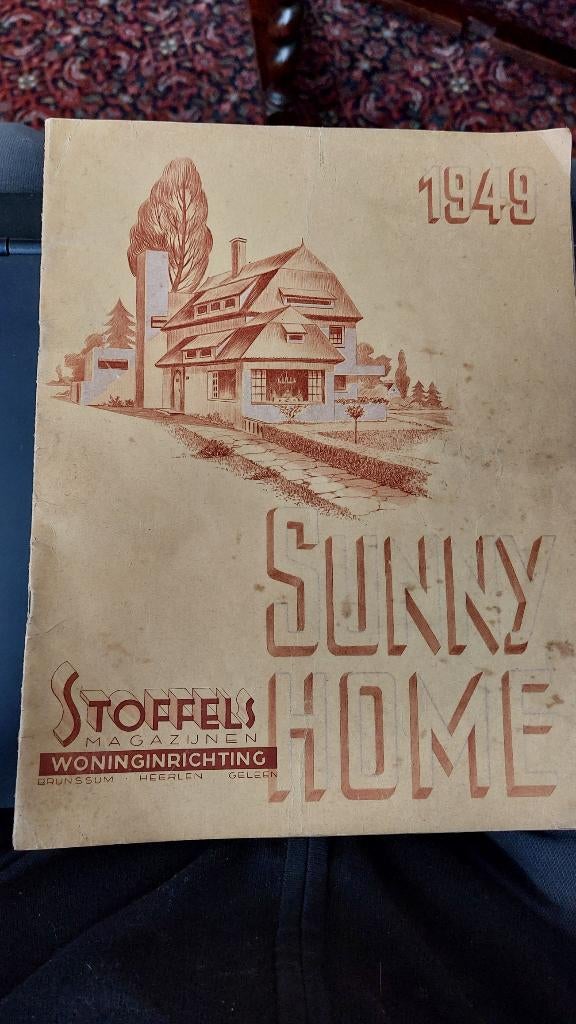 1949
SUNNY
HOME
STOFFELS
MAGAZIJNEN
WONINGINRICHTING
BRUNSSUM · HEERLEN GELEEN